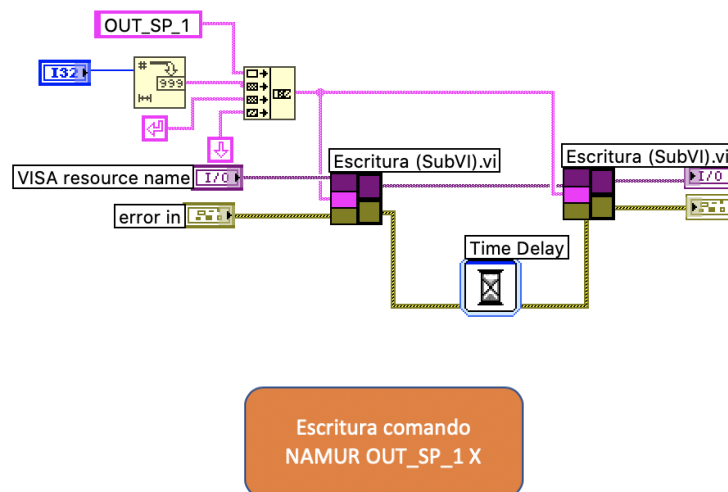 OUT_SP_1
I32
#
999
VISA resource name
I/O
error in
Escritura (SubVI).vi
Escritura (SubVI).vi
I/O
Time Delay
Escritura comando
NAMUR OUT_SP_1 X